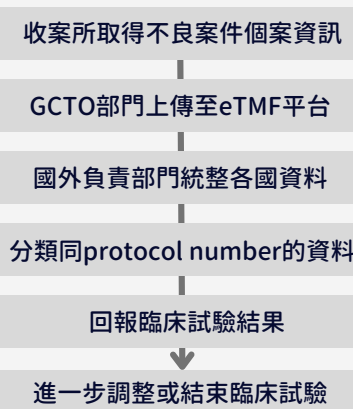 收案所取得不良案件個案資訊
GCTO部門上傳至eTMF平台
國外負責部門統整各國資料
分類同protocol number的資料
回報臨床試驗結果
進一步調整或結束臨床試驗